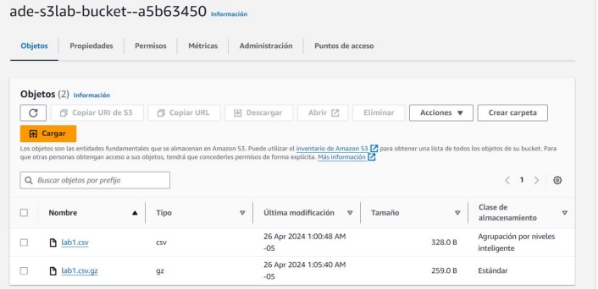 ade-s3lab-bucket--a5b63450 Información
Objetos Propiedades Permisos Métricas Administración Puntos de acceso
Objetos (2) Información
Copiar URI de S3 Copiar URL Descargar Abrir Eliminar Acciones Crear carpeta
Cargar
Los objetos son las entidades fundamentales que se almacenan en Amazon S3. Puede utilizar el inventario de Amazon S3 para obtener una lista de todos los objetos de su bucket. Para
que otras personas obtengan acceso a sus objetos, tendrá que concederles permisos de forma explícita. Más información
Buscar objetos por prefijo
1
Nombre Tipo Última modificación Tamaño Clase de
almacenamiento
lab1.csv csv 26 Apr 2024 1:00:48 AM
-05 328.0 B Agrupación por niveles
inteligente
lab1.csv.gz gz 26 Apr 2024 1:05:40 AM
-05 259.0 B Estándar